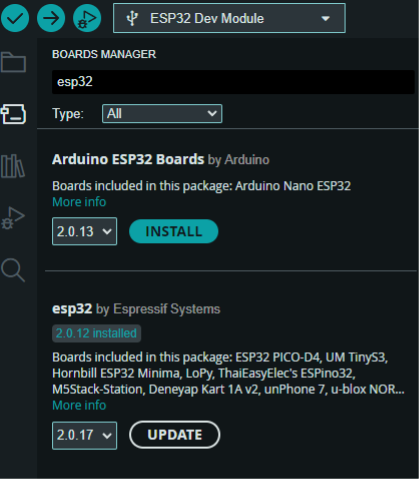 ESP32 Dev Module
BOARDS MANAGER
esp32
Type: All
Arduino ESP32 Boards by Arduino
Boards included in this package: Arduino Nano ESP32
More info
2.0.13 INSTALL
esp32 by Espressif Systems
2.0.12 installed
Boards included in this package: ESP32 PICO-D4, UM TinyS3,
Hornbill ESP32 Minima, LoPy, ThaiEasyElec's ESPino32,
M5Stack-Station, Deneyap Kart 1A v2, unPhone 7, u-blox NOR...
More info
2.0.17 UPDATE